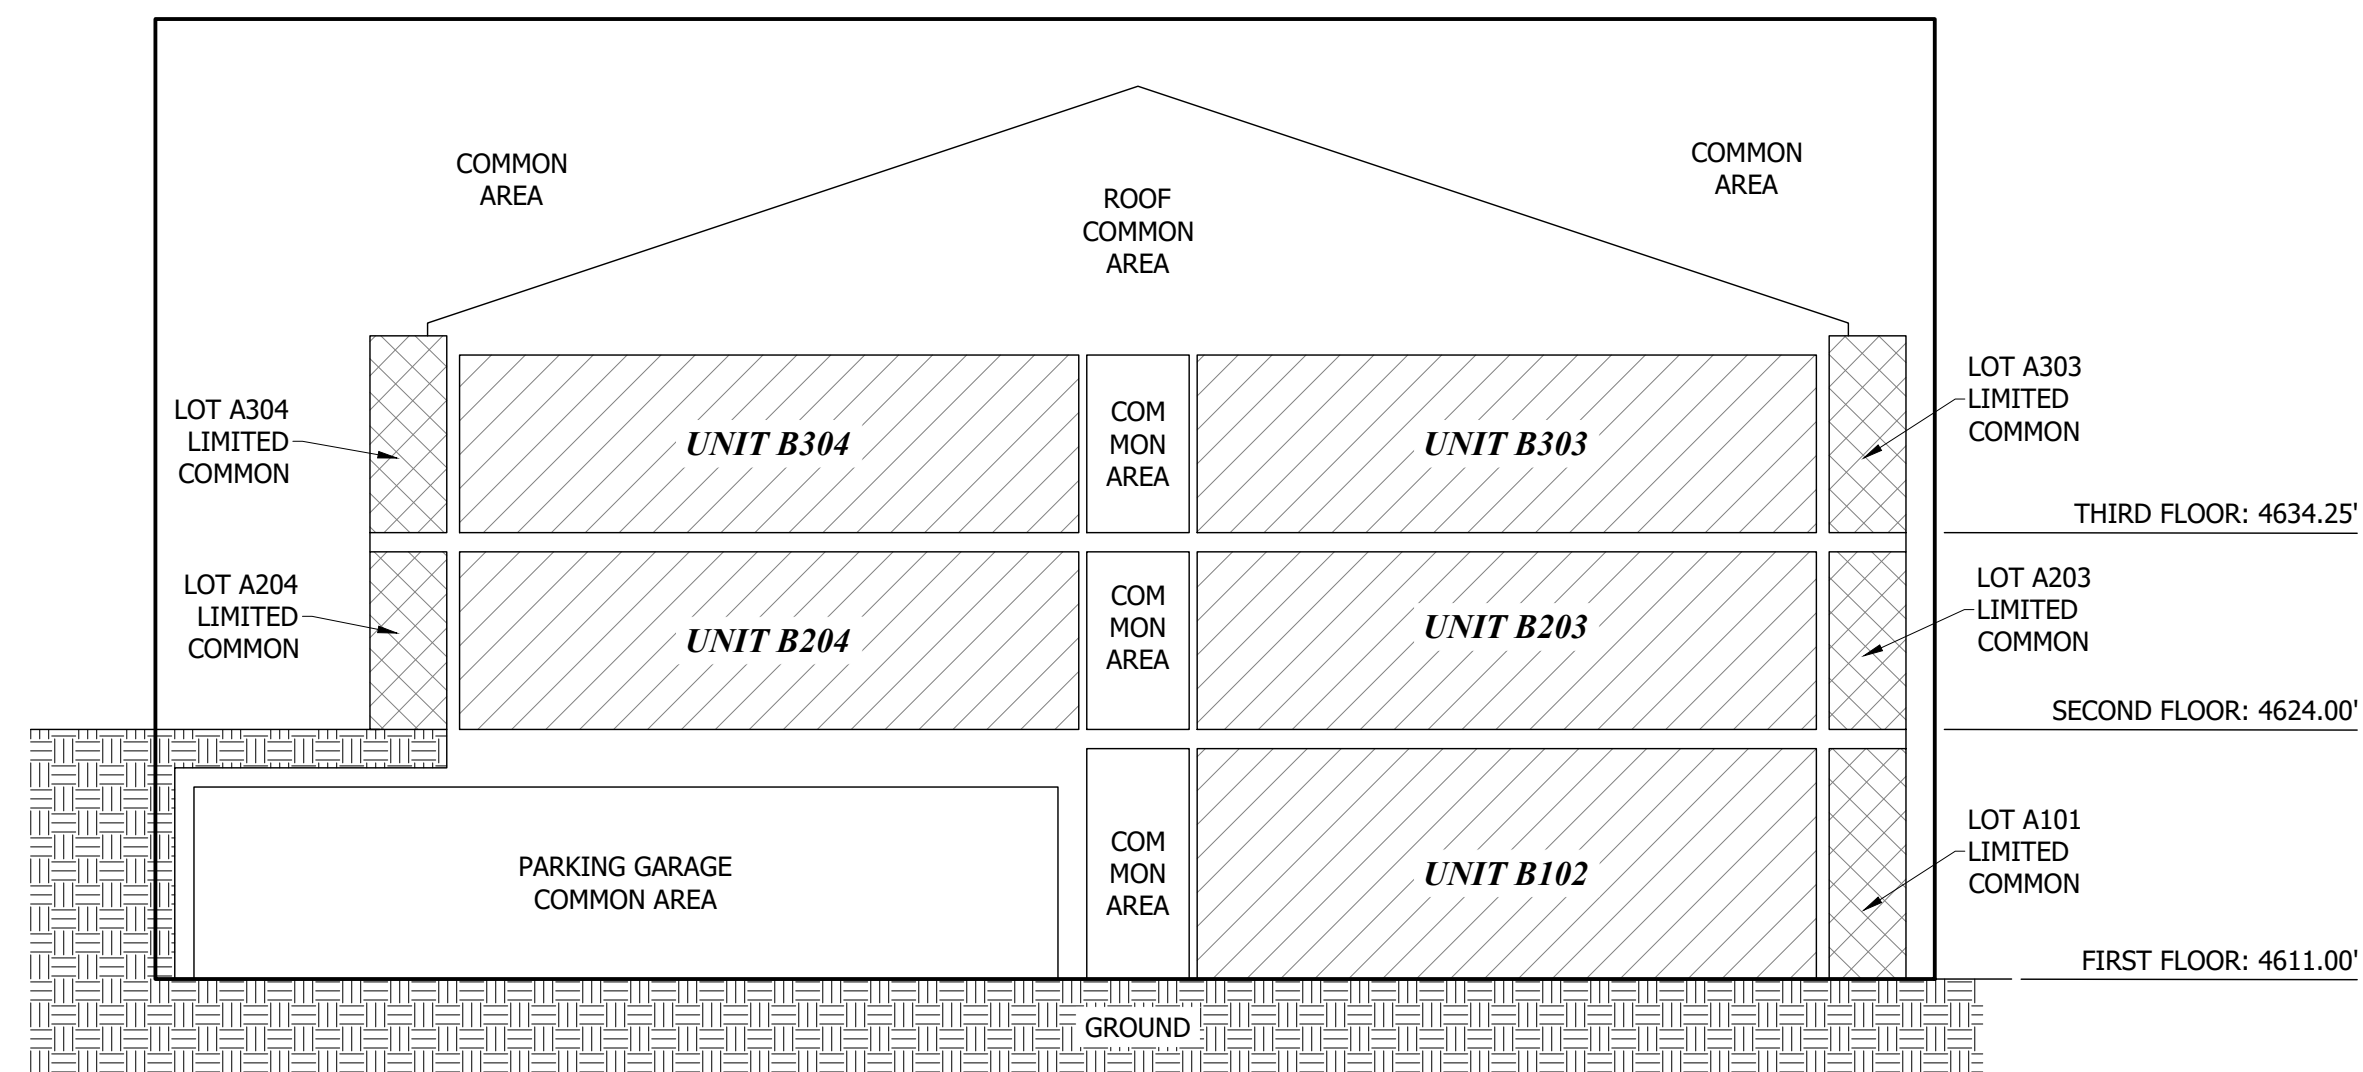 COMMON
AREA
COMMON
AREA
ROOF
COMMON
AREA
LOT A304
LIMITED
COMMON
UNIT B304
COM
MON
AREA
UNIT B303
LOT A303
LIMITED
COMMON
THIRD FLOOR: 4634.25'
LOT A204
LIMITED
COMMON
UNIT B204
COM
MON
AREA
UNIT B203
LOT A203
LIMITED
COMMON
SECOND FLOOR: 4624.00'
PARKING GARAGE
COMMON AREA
COM
MON
AREA
UNIT B102
LOT A101
LIMITED
COMMON
FIRST FLOOR: 4611.00'
GROUND